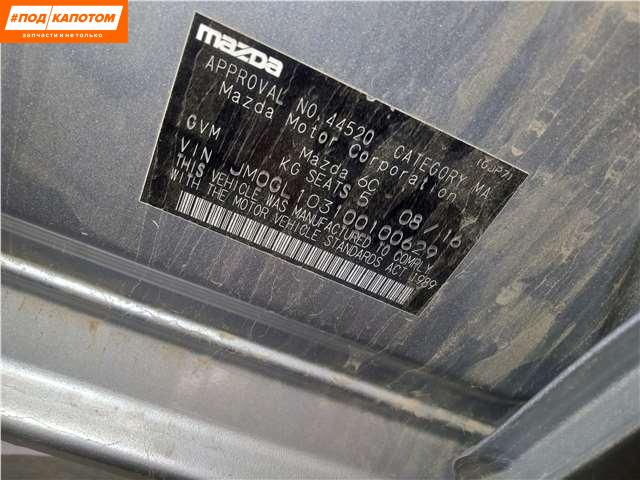 #ПОД КАПОТОМ
запчасти и не только
mazda
APPROVAL NO.44520 CATEGORY MA
Mazda Motor Corporation
Mazda 6C 08/16
GVM KG SEATS 5
VIN JM0GL103100100629
THIS VEHICLE WAS MANUFACTURED TO COMPLY
WITH THE MOTOR VEHICLE STANDARDS ACT 1989